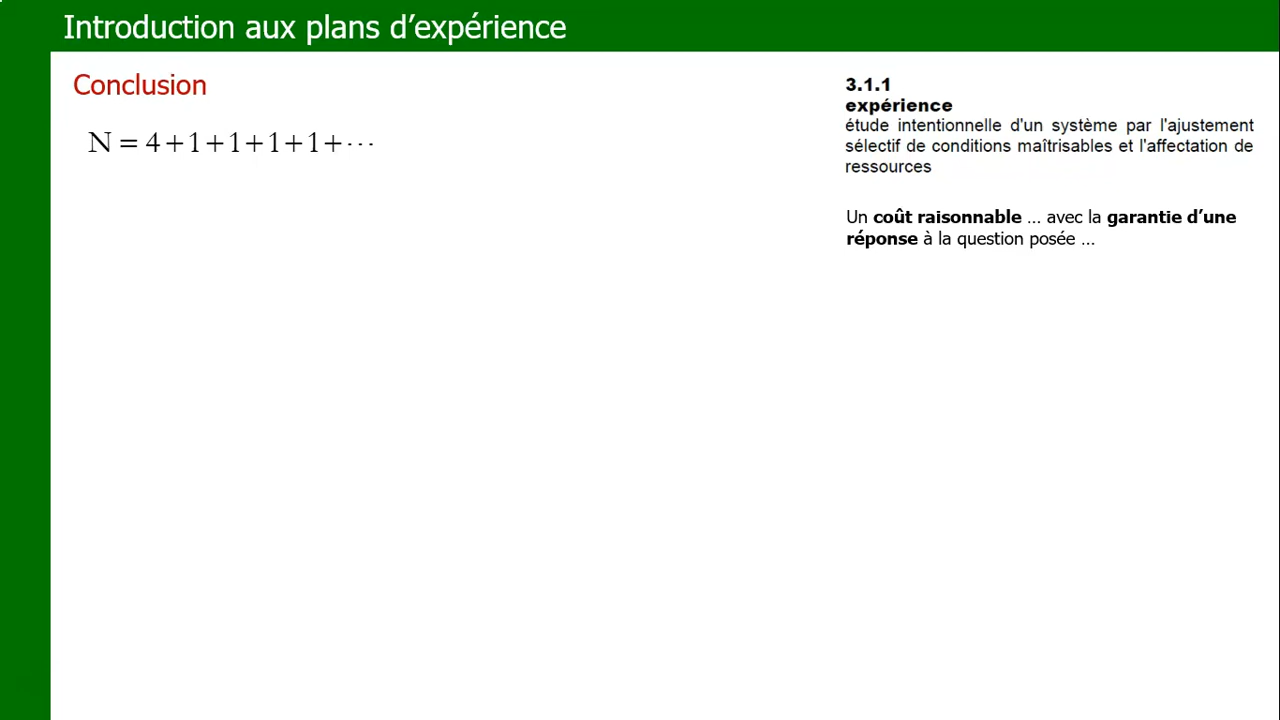 Introduction aux plans d’expérience
Conclusion
N = 4+1+1+1+1+⋯
3.1.1
expérience
étude intentionnelle d'un système par l'ajustement
sélectif de conditions maîtrisables et l'affectation de
ressources
Un coût raisonnable ... avec la garantie d’une
réponse à la question posée ...